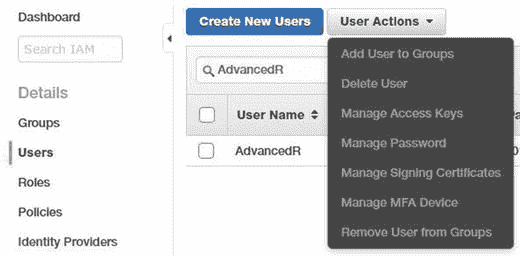 Dashboard
Search IAM
Details
Groups
Users
Roles
Policies
Identity Providers
Create New Users
User Actions
AdvancedR
User Name
AdvancedR
Add User to Groups
Delete User
Manage Access Keys
Manage Password
Manage Signing Certificates
Manage MFA Device
Remove User from Groups